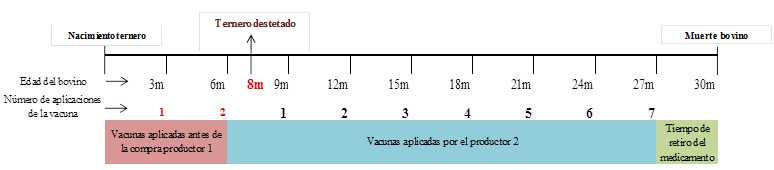 Ternero destetado
Nacimiento ternero
Muerte bovino
Edad del bovino
3m 6m 8m 9m 12m 15m 18m 21m 24m 27m 30m
Número de aplicaciones
de la vacuna
1 2 1 2 3 4 5 6 7
Vacunas aplicadas antes de
la compra productor 1
Vacunas aplicadas por el productor 2
Tiempo de
retiro del
medicamento